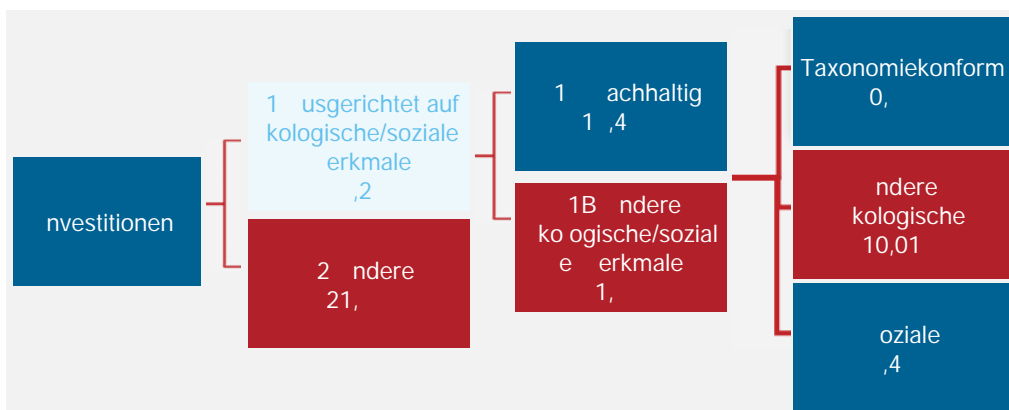 nvestitionen
1 usgerichtet auf
kologische/soziale
erkmale
,2
2 ndere
21,
1 achhaltig
1 ,4
1B ndere
ko ogische/sozial
e erkmale
1,
Taxonomiekonform
0,
ndere
kologische
10,01
oziale
,4